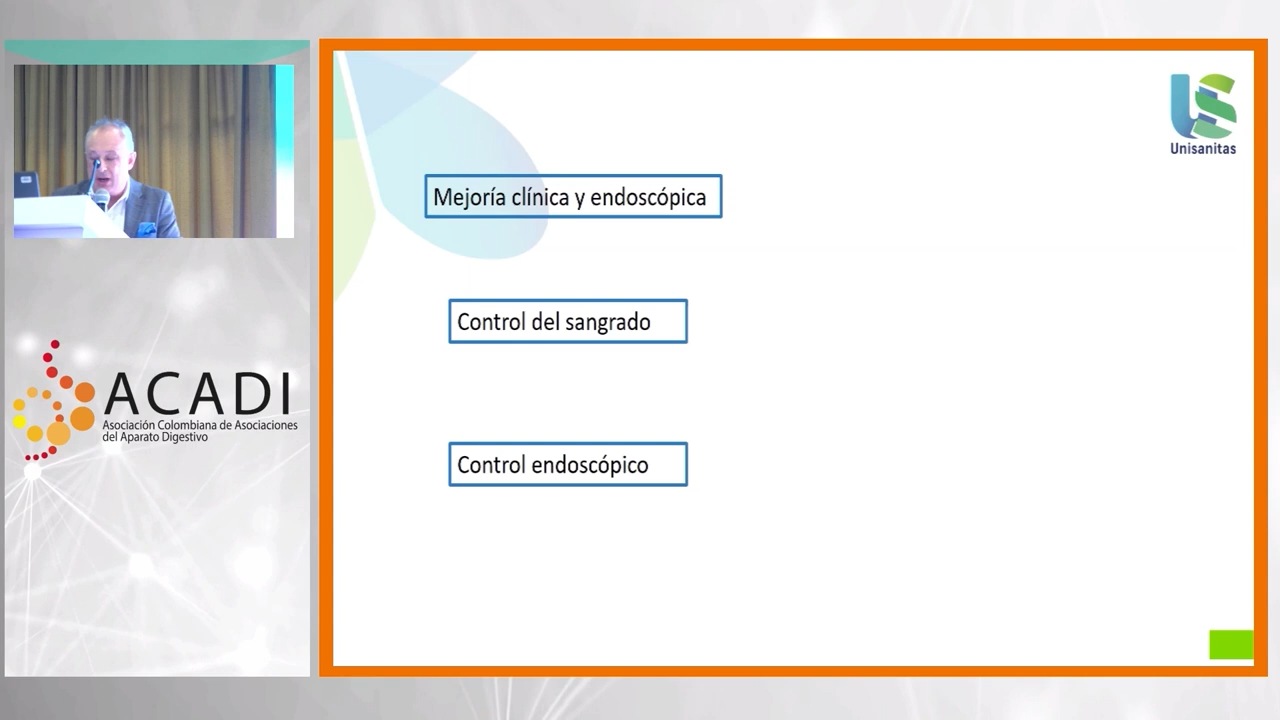 ACADI
Asociación Colombiana de Asociaciones
del Aparato Digestivo
Unisanitas
Mejoría clínica y endoscópica
Control del sangrado
Control endoscópico